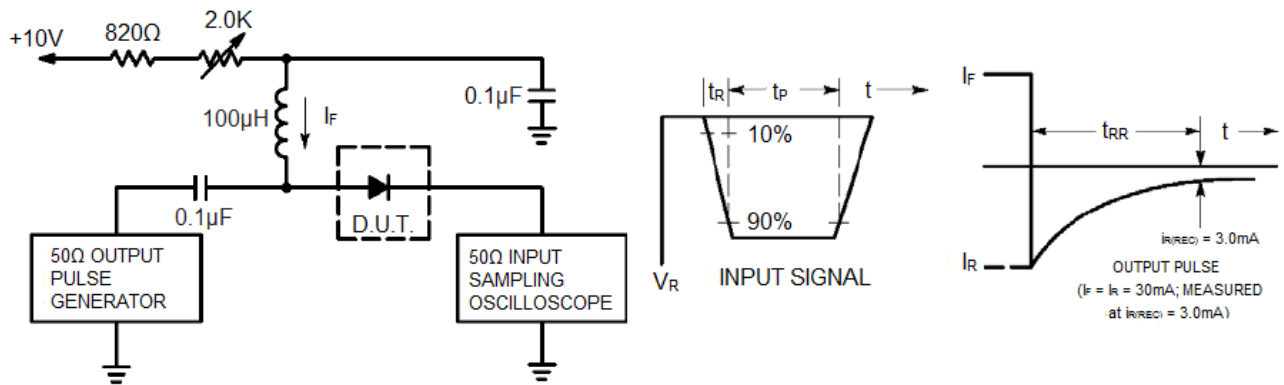 +10V
820Ω
2.0K
100μH
IF
0.1μF
0.1μF
D.U.T.
50Ω OUTPUT
PULSE
GENERATOR
50Ω INPUT
SAMPLING
OSCILLOSCOPE
tR
tP
t
10%
90%
VR
INPUT SIGNAL
IF
tRR
t
IR
iR(REC) = 3.0mA
OUTPUT PULSE
(IF = IR = 30mA; MEASURED
at iR(REC) = 3.0mA)